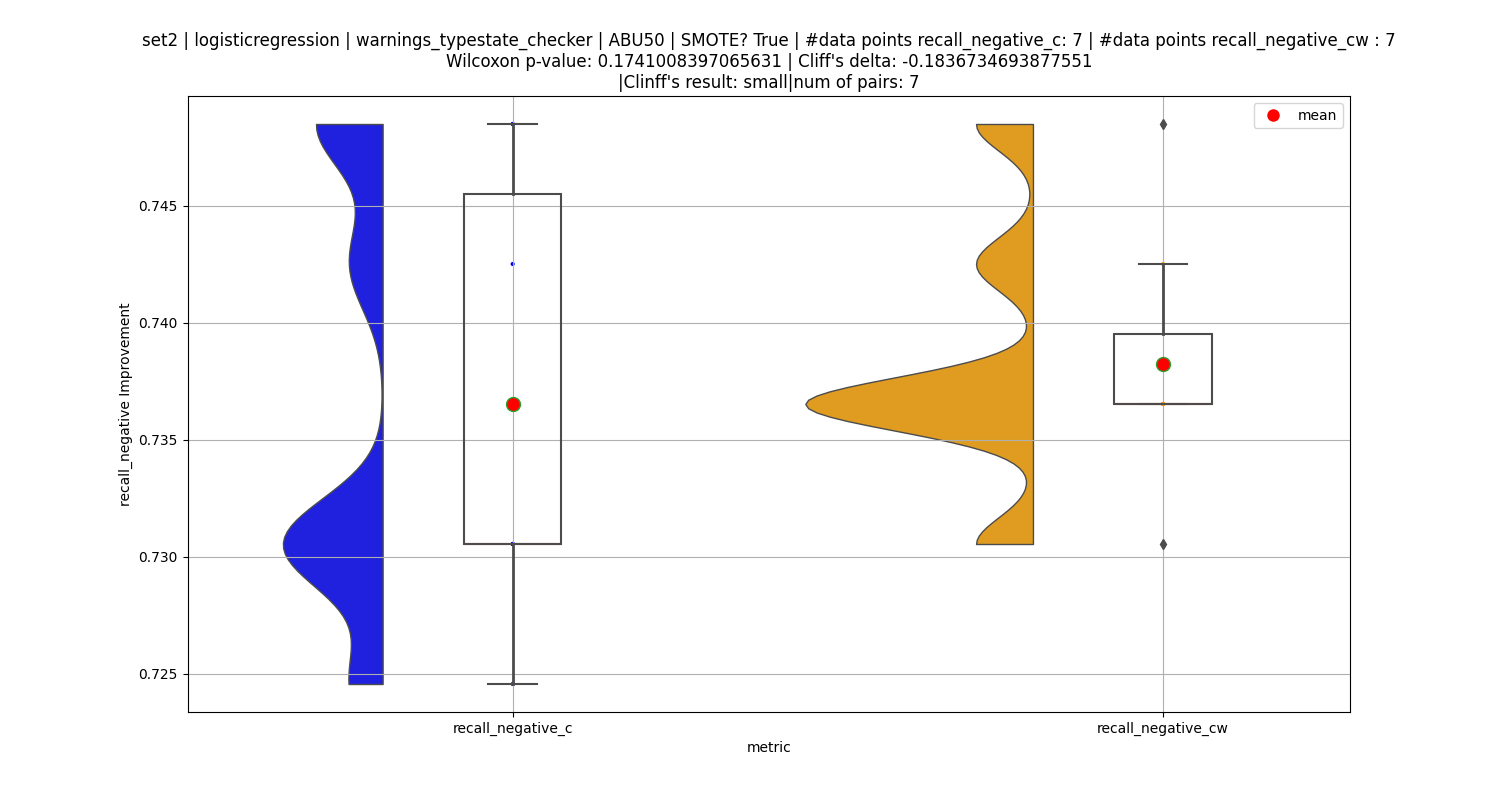 set2 | logisticregression | warnings_typestate_checker | ABU50 | SMOTE? True | #data points recall_negative_c: 7 | #data points recall_negative_cw : 7
Wilcoxon p-value: 0.1741008397065631 | Cliff's delta: -0.1836734693877551
|Clinff's result: small|num of pairs: 7
mean
0.745
0.740
0.735
0.730
0.725
recall_negative Improvement
recall_negative_c
recall_negative_cw
metric